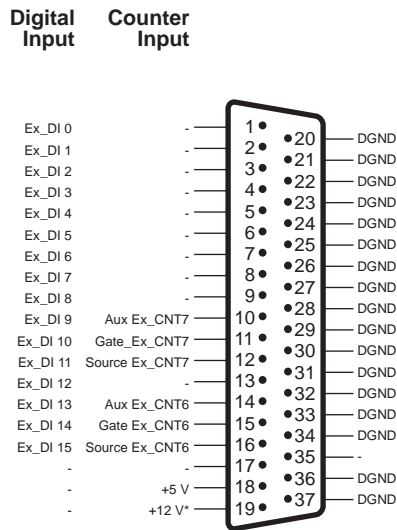 Digital Input Counter Input
Ex_DI 0 - 1 20 DGND
Ex_DI 1 - 2 21 DGND
Ex_DI 2 - 3 22 DGND
Ex_DI 3 - 4 23 DGND
Ex_DI 4 - 5 24 DGND
Ex_DI 5 - 6 25 DGND
Ex_DI 6 - 7 26 DGND
Ex_DI 7 - 8 27 DGND
Ex_DI 8 - 9 28 DGND
Ex_DI 9 Aux Ex_CNT7 10 29 DGND
Ex_DI 10 Gate_Ex_CNT7 11 30 DGND
Ex_DI 11 Source Ex_CNT7 12 31 DGND
Ex_DI 12 - 13 32 DGND
Ex_DI 13 Aux Ex_CNT6 14 33 DGND
Ex_DI 14 Gate Ex_CNT6 15 34 DGND
Ex_DI 15 Source Ex_CNT6 16 35 -
- - 17 36 DGND
- +5 V 18 37 DGND
- +12 V* 19